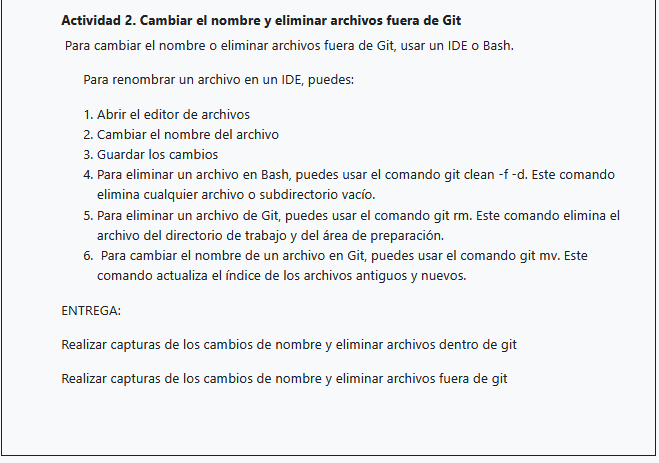 Actividad 2. Cambiar el nombre y eliminar archivos fuera de Git
Para cambiar el nombre o eliminar archivos fuera de Git, usar un IDE o Bash.
Para renombrar un archivo en un IDE, puedes:
1. Abrir el editor de archivos
2. Cambiar el nombre del archivo
3. Guardar los cambios
4. Para eliminar un archivo en Bash, puedes usar el comando git clean -f -d. Este comando
elimina cualquier archivo o subdirectorio vacío.
5. Para eliminar un archivo de Git, puedes usar el comando git rm. Este comando elimina el
archivo del directorio de trabajo y del área de preparación.
6. Para cambiar el nombre de un archivo en Git, puedes usar el comando git mv. Este
comando actualiza el índice de los archivos antiguos y nuevos.
ENTREGA:
Realizar capturas de los cambios de nombre y eliminar archivos dentro de git
Realizar capturas de los cambios de nombre y eliminar archivos fuera de git